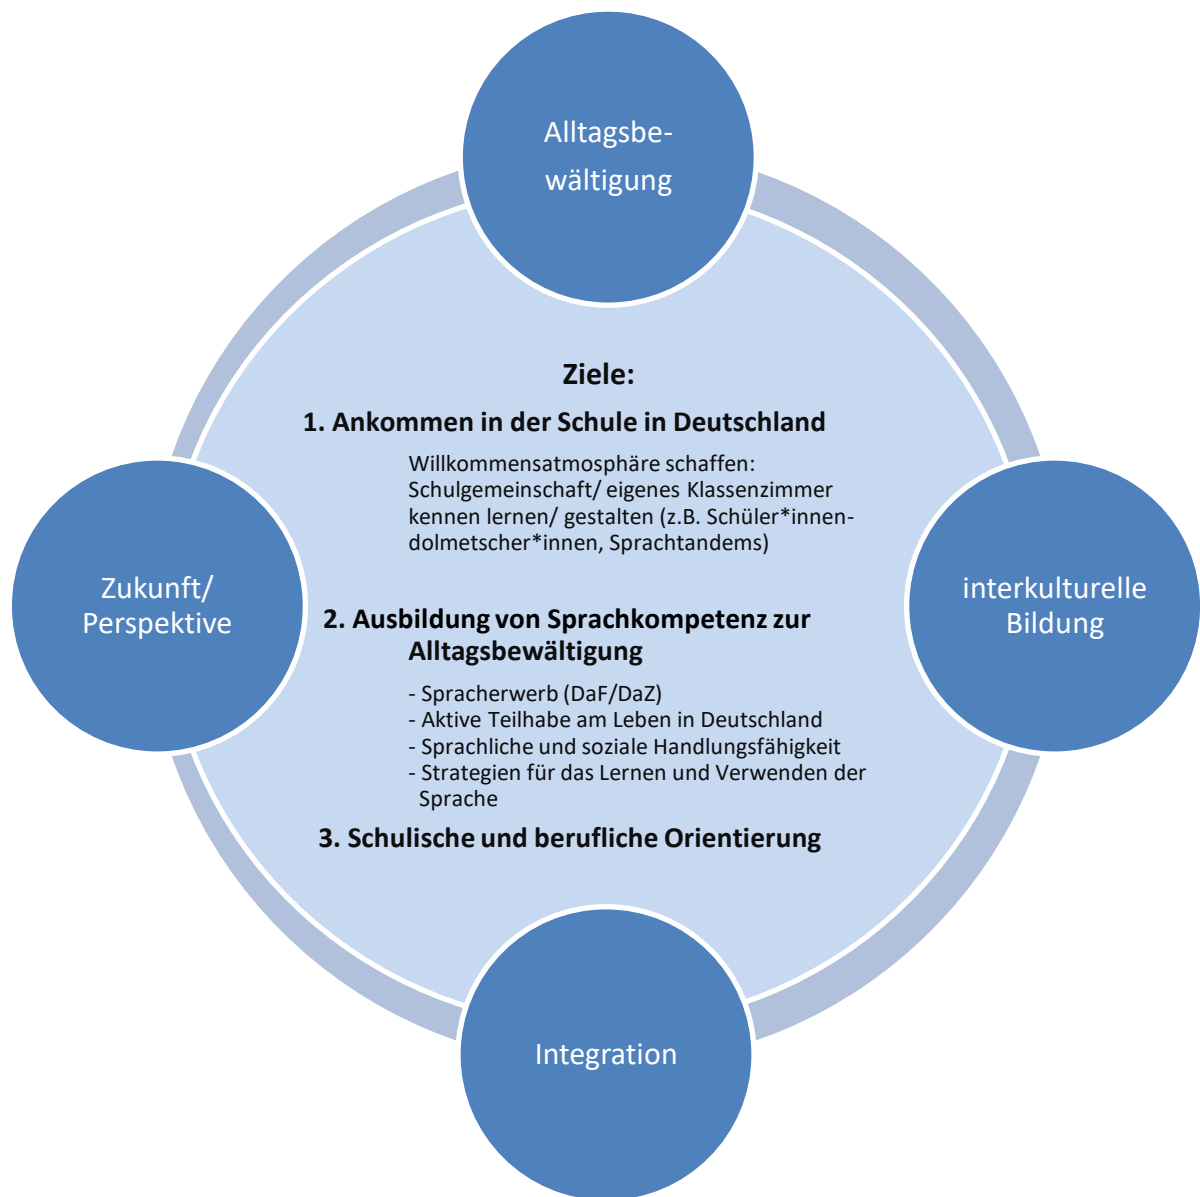 Alltagsbe-
wältigung
Ziele:
1. Ankommen in der Schule in Deutschland
Willkommensatmosphäre schaffen:
Schulgemeinschaft/ eigenes Klassenzimmer
kennen lernen/ gestalten (z.B. Schüler*innen-
dolmetscher*innen, Sprachtandems)
Zukunft/
Perspektive
interkulturelle
Bildung
2. Ausbildung von Sprachkompetenz zur
Alltagsbewältigung
- Spracherwerb (DaF/DaZ)
- Aktive Teilhabe am Leben in Deutschland
- Sprachliche und soziale Handlungsfähigkeit
- Strategien für das Lernen und Verwenden der
Sprache
3. Schulische und berufliche Orientierung
Integration